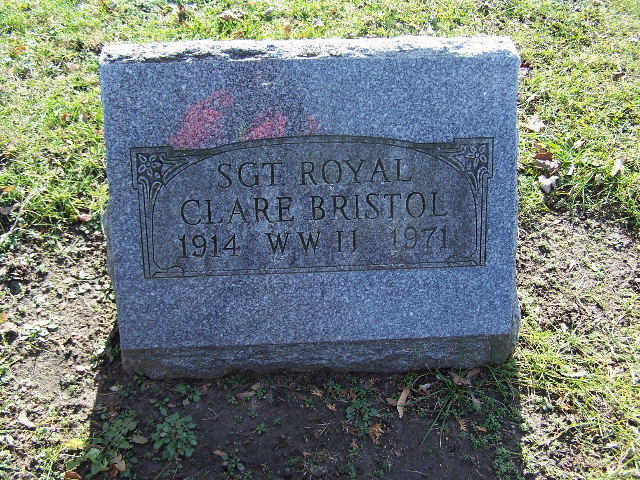 SGT ROYAL
CLARE BRISTOL
1914 WW II 1971